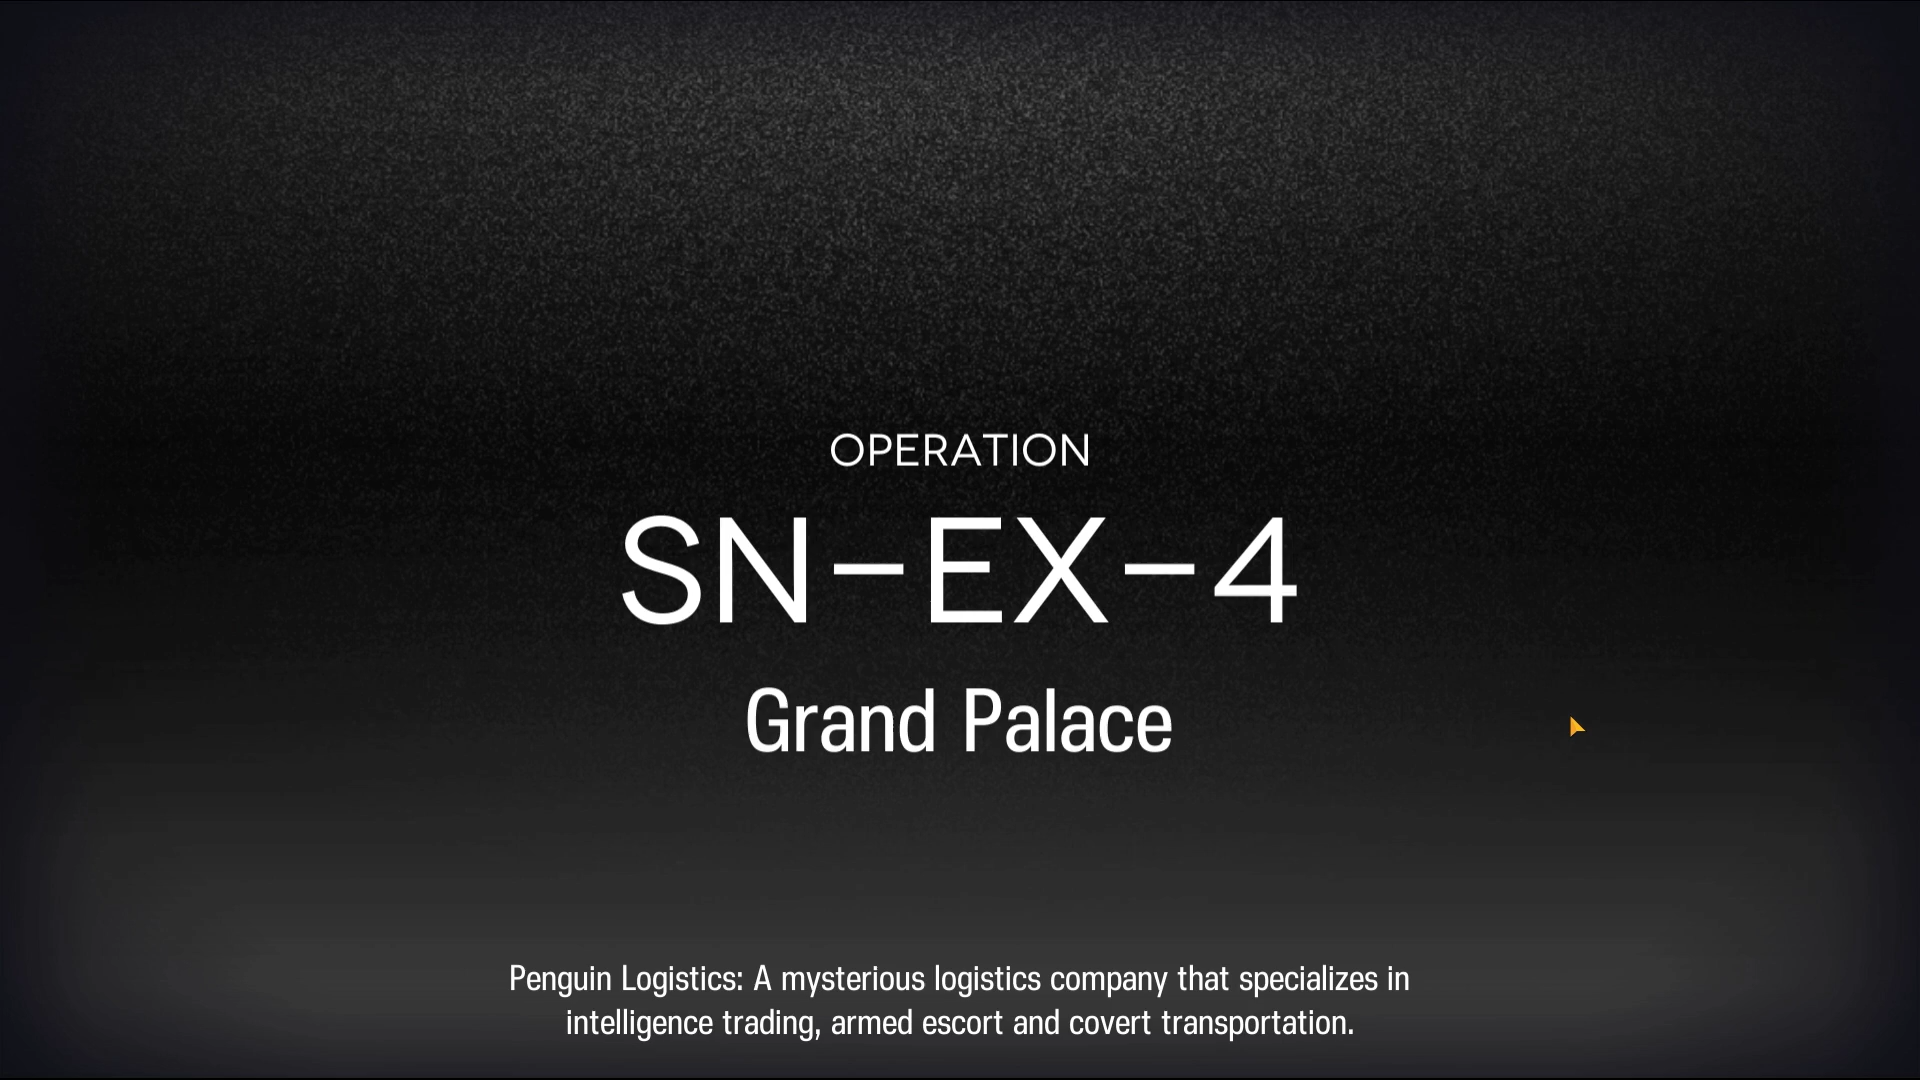 OPERATION
SN-EX-4
Grand Palace
Penguin Logistics: A mysterious logistics company that specializes in
intelligence trading, armed escort and covert transportation.